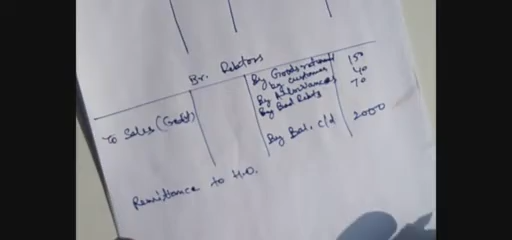 Br. Debtors
By Goods returned 150
by customer
By Allowances 40
By Bad Debts 70
To Sales (Credit)
By Bal. c/d 2000
Remittance to H.O.